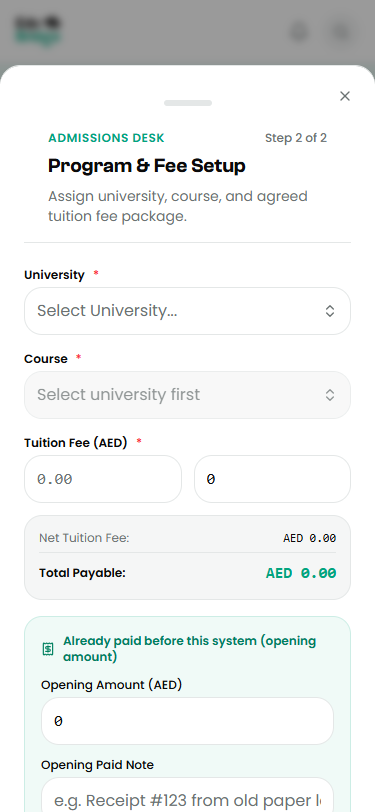 ADMISSIONS DESK Step 2 of 2
Program & Fee Setup
Assign university, course, and agreed
tuition fee package.
University *
Select University...
Course *
Select university first
Tuition Fee (AED) *
0.00 0
Net Tuition Fee: AED 0.00
Total Payable: AED 0.00
Already paid before this system (opening
amount)
Opening Amount (AED)
0
Opening Paid Note
e.g. Receipt #123 from old paper